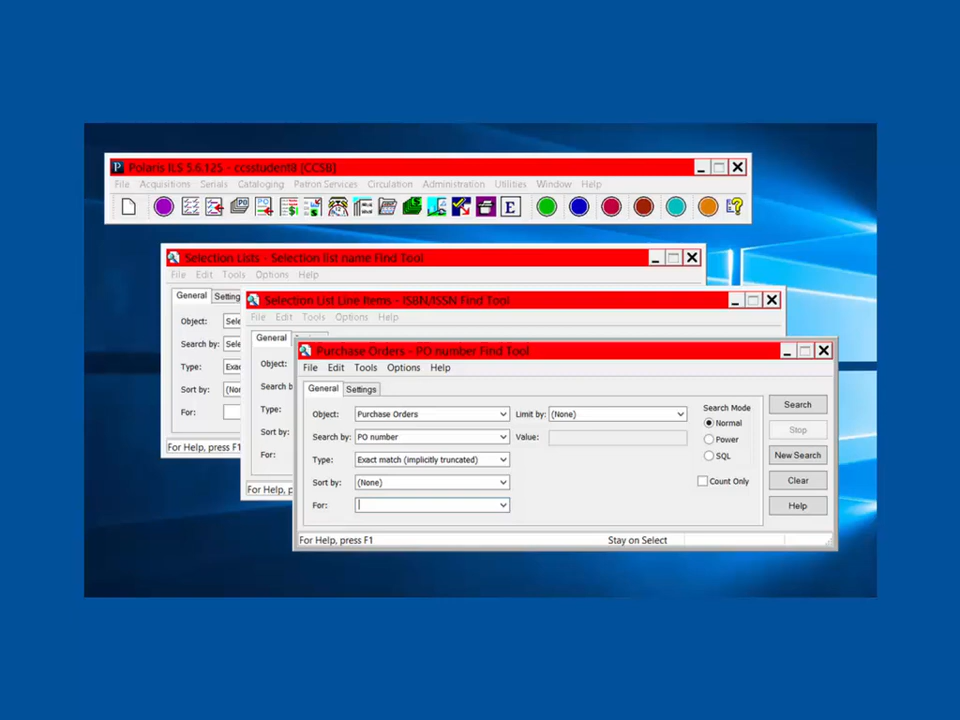 Polaris ILS 5.6.125 - ccsstudent8 [CCSB]
File Acquisitions Serials Cataloging Patron Services Circulation Administration Utilities Window Help
PO PO E
Selection Lists - Selection list name Find Tool
File Edit Tools Options Help
General Setting
Object: Sele
Search by: Sele
Type: Exac
Sort by: (Non
For:
For Help, press F1
Selection List Line Items - ISBN/ISSN Find Tool
File Edit Tools Options Help
General
Object:
Search b
Type:
Sort by:
For:
For Help, p
Purchase Orders - PO number Find Tool
File Edit Tools Options Help
General Settings
Object: Purchase Orders Limit by: (None)
Search by: PO number Value:
Type: Exact match (implicitly truncated)
Sort by: (None)
For:
Search Mode
Normal
Power
SQL
Count Only
Search
Stop
New Search
Clear
Help
For Help, press F1 Stay on Select